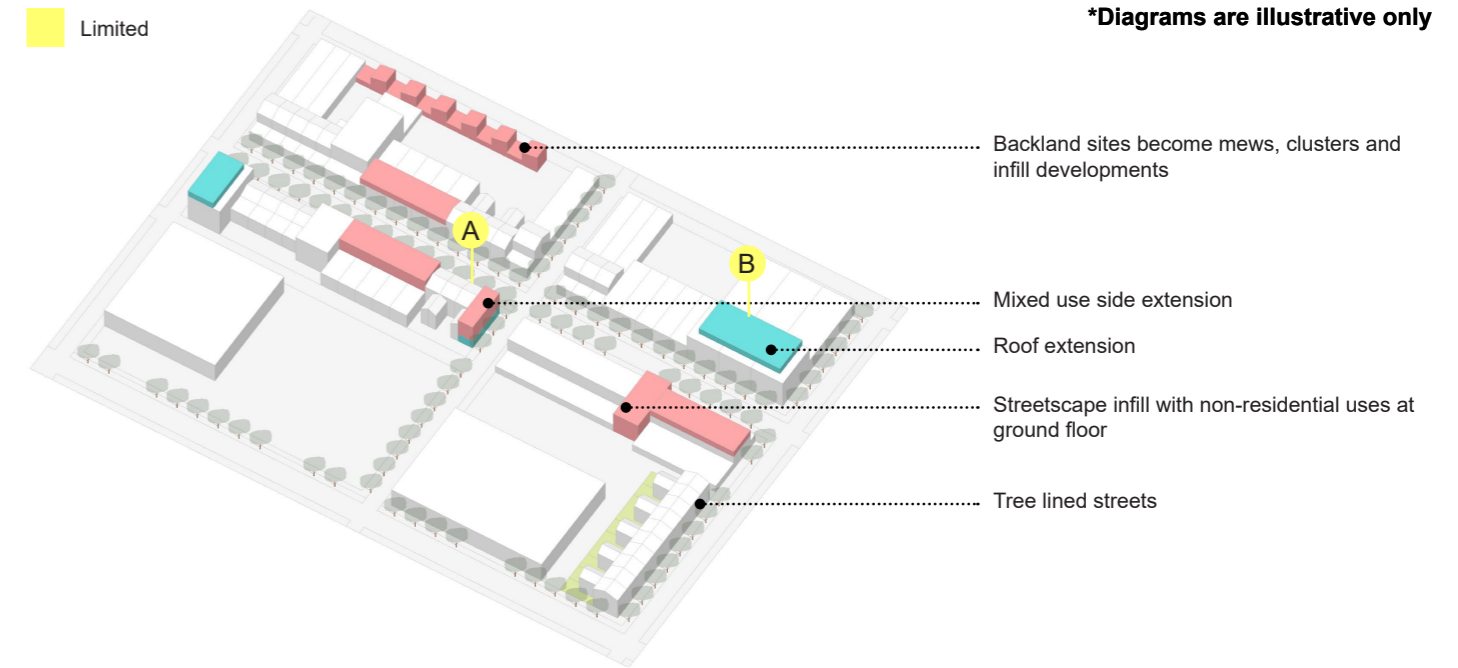 Limited
*Diagrams are illustrative only
Backland sites become mews, clusters and
infill developments
A
B
Mixed use side extension
Roof extension
Streetscape infill with non-residential uses at
ground floor
Tree lined streets